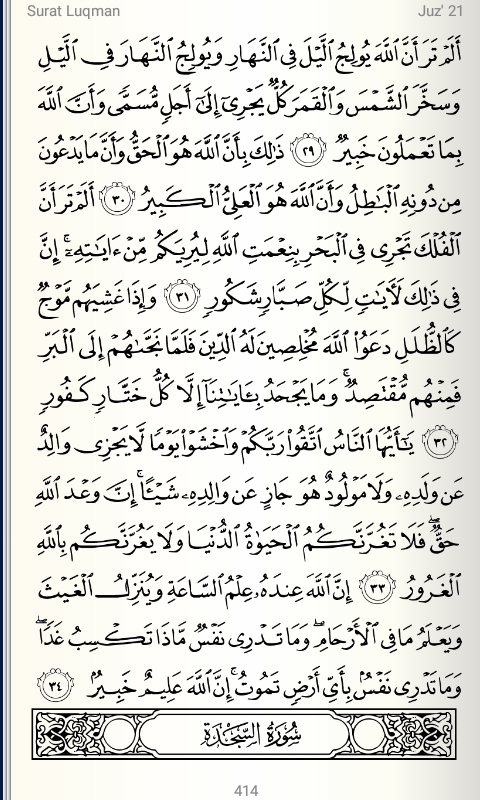 Surat Luqman
Juz' 21
أَلَمۡ تَرَ أَنَّ ٱللَّهَ يُولِجُ ٱلَّيۡلَ فِي ٱلنَّهَارِ وَيُولِجُ ٱلنَّهَارَ فِي ٱلَّيۡلِ
وَسَخَّرَ ٱلشَّمۡسَ وَٱلۡقَمَرَۖ كُلّٞ يَجۡرِيٓ إِلَىٰٓ أَجَلٖ مُّسَمّٗى وَأَنَّ ٱللَّهَ
بِمَا تَعۡمَلُونَ خَبِيرٞ ٢٩ ذَٰلِكَ بِأَنَّ ٱللَّهَ هُوَ ٱلۡحَقُّ وَأَنَّ مَا يَدۡعُونَ
مِن دُونِهِ ٱلۡبَٰطِلُ وَأَنَّ ٱللَّهَ هُوَ ٱلۡعَلِيُّ ٱلۡكَبِيرُ ٣٠ أَلَمۡ تَرَ أَنَّ
ٱلۡفُلۡكَ تَجۡرِي فِي ٱلۡبَحۡرِ بِنِعۡمَتِ ٱللَّهِ لِيُرِيَكُم مِّنۡ ءَايَٰتِهِۦٓۚ إِنَّ
فِي ذَٰلِكَ لَأٓيَٰتٖ لِّكُلِّ صَبَّارٖ شَكُورٖ ٣١ وَإِذَا غَشِيَهُم مَّوۡجٞ
كَٱلظُّلَلِ دَعَوُاْ ٱللَّهَ مُخۡلِصِينَ لَهُ ٱلدِّينَ فَلَمَّا نَجَّىٰهُمۡ إِلَى ٱلۡبَرِّ
فَمِنۡهُم مُّقۡتَصِدٞۚ وَمَا يَجۡحَدُ بِـَٔايَٰتِنَآ إِلَّا كُلُّ خَتَّارٖ كَفُورٖ
٣٢ يَٰٓأَيُّهَا ٱلنَّاسُ ٱتَّقُواْ رَبَّكُمۡ وَٱخۡشَوۡاْ يَوۡمٗا لَّا يَجۡزِي وَالِدٌ
عَن وَلَدِهِۦ وَلَا مَوۡلُودٌ هُوَ جَازٍ عَن وَالِدِهِۦ شَيۡـًٔاۚ إِنَّ وَعۡدَ ٱللَّهِ
حَقّٞۖ فَلَا تَغُرَّنَّكُمُ ٱلۡحَيَوٰةُ ٱلدُّنۡيَا وَلَا يَغُرَّنَّكُم بِٱللَّهِ
ٱلۡغَرُورُ ٣٣ إِنَّ ٱللَّهَ عِندَهُۥ عِلۡمُ ٱلسَّاعَةِ وَيُنَزِّلُ ٱلۡغَيۡثَ
وَيَعۡلَمُ مَا فِي ٱلۡأَرۡحَامِۖ وَمَا تَدۡرِي نَفۡسٞ مَّاذَا تَكۡسِبُ غَدٗاۖ
وَمَا تَدۡرِي نَفۡسُۢ بِأَيِّ أَرۡضٖ تَمُوتُۚ إِنَّ ٱللَّهَ عَلِيمٌ خَبِيرُۢ ٣٤
سُورَةُ السَّجۡدَةِ
414